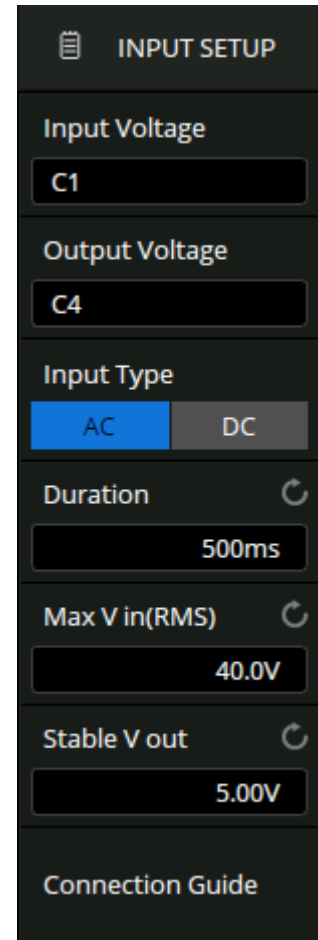 INPUT SETUP
Input Voltage
C1
Output Voltage
C4
Input Type
AC DC
Duration
500ms
Max V in(RMS)
40.0V
Stable V out
5.00V
Connection Guide